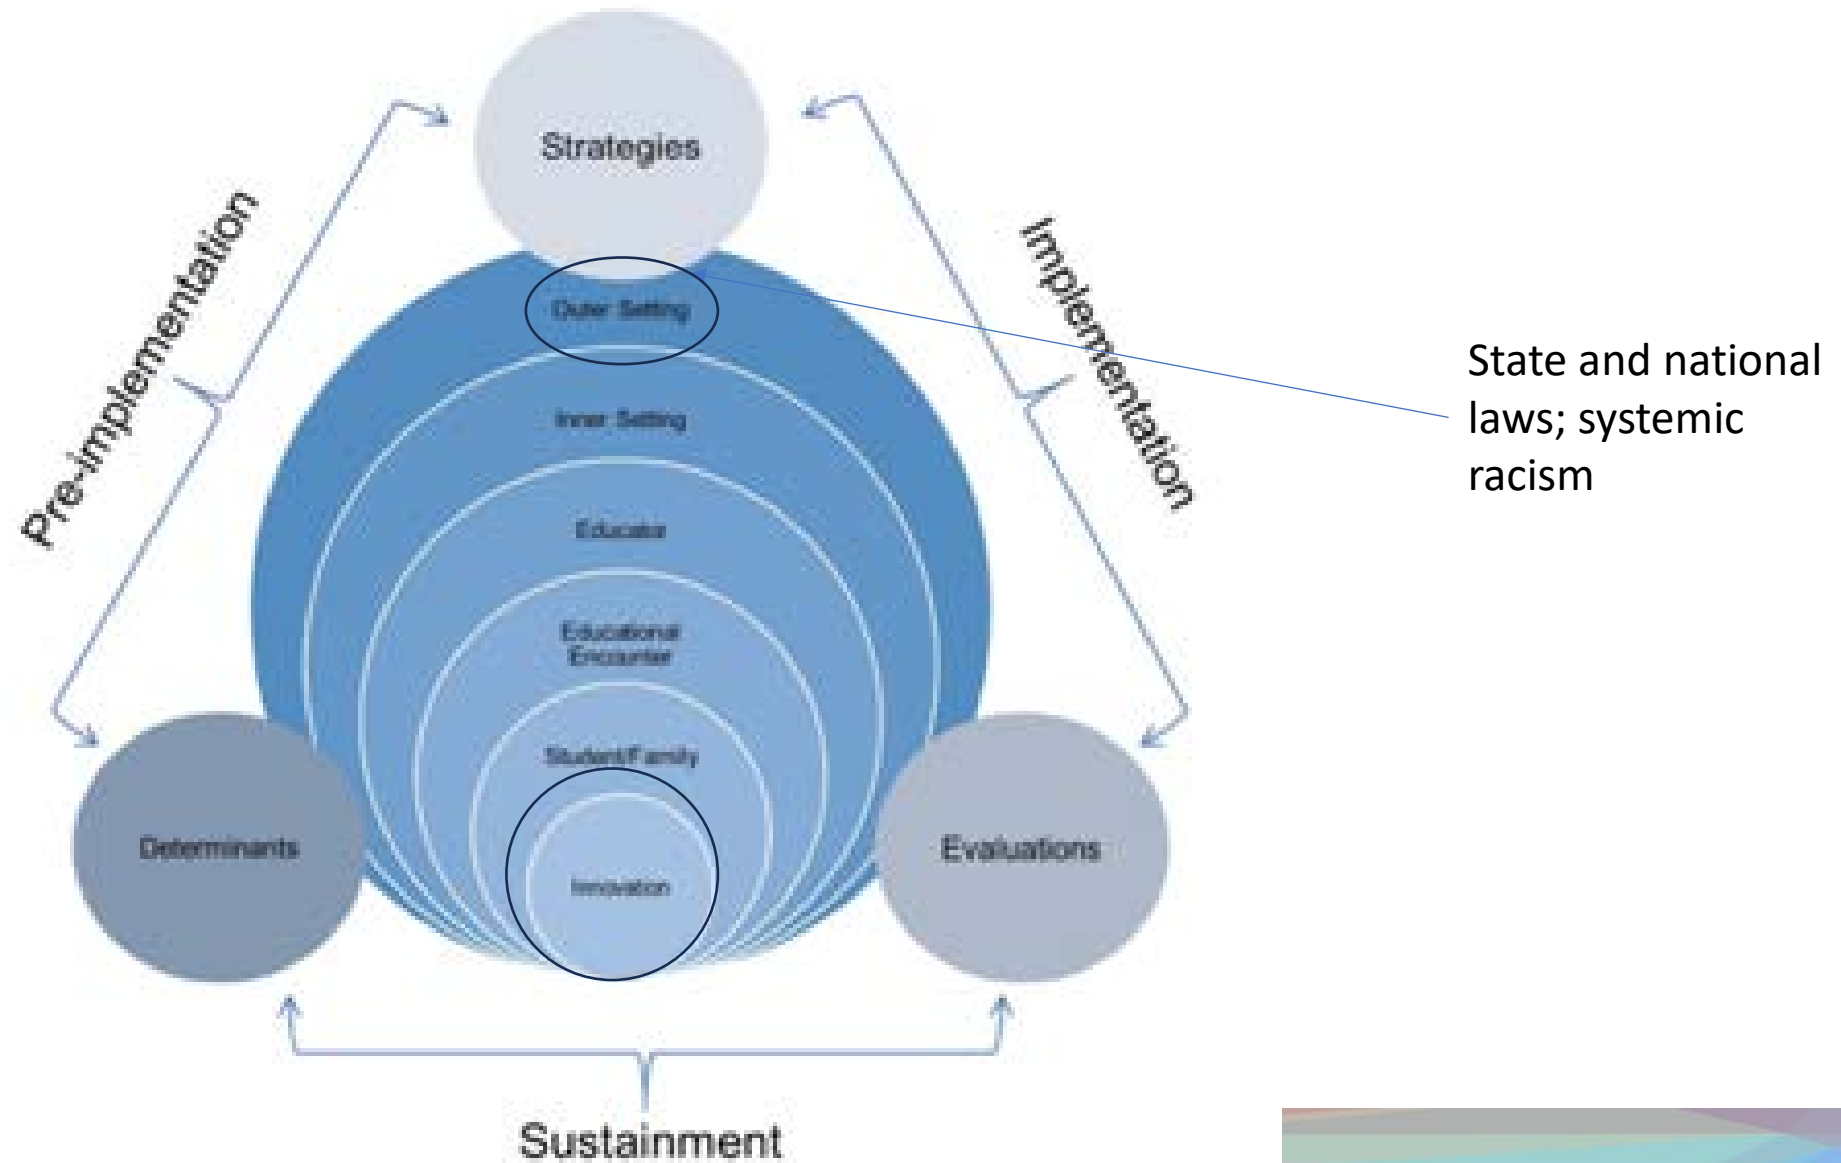 Strategies
Pre-implementation
Implementation
Outer Setting
State and national
laws; systemic
racism
Inner Setting
Educator
Educational
Encounter
Student/Family
Determinants
Evaluations
Innovation
Sustainment